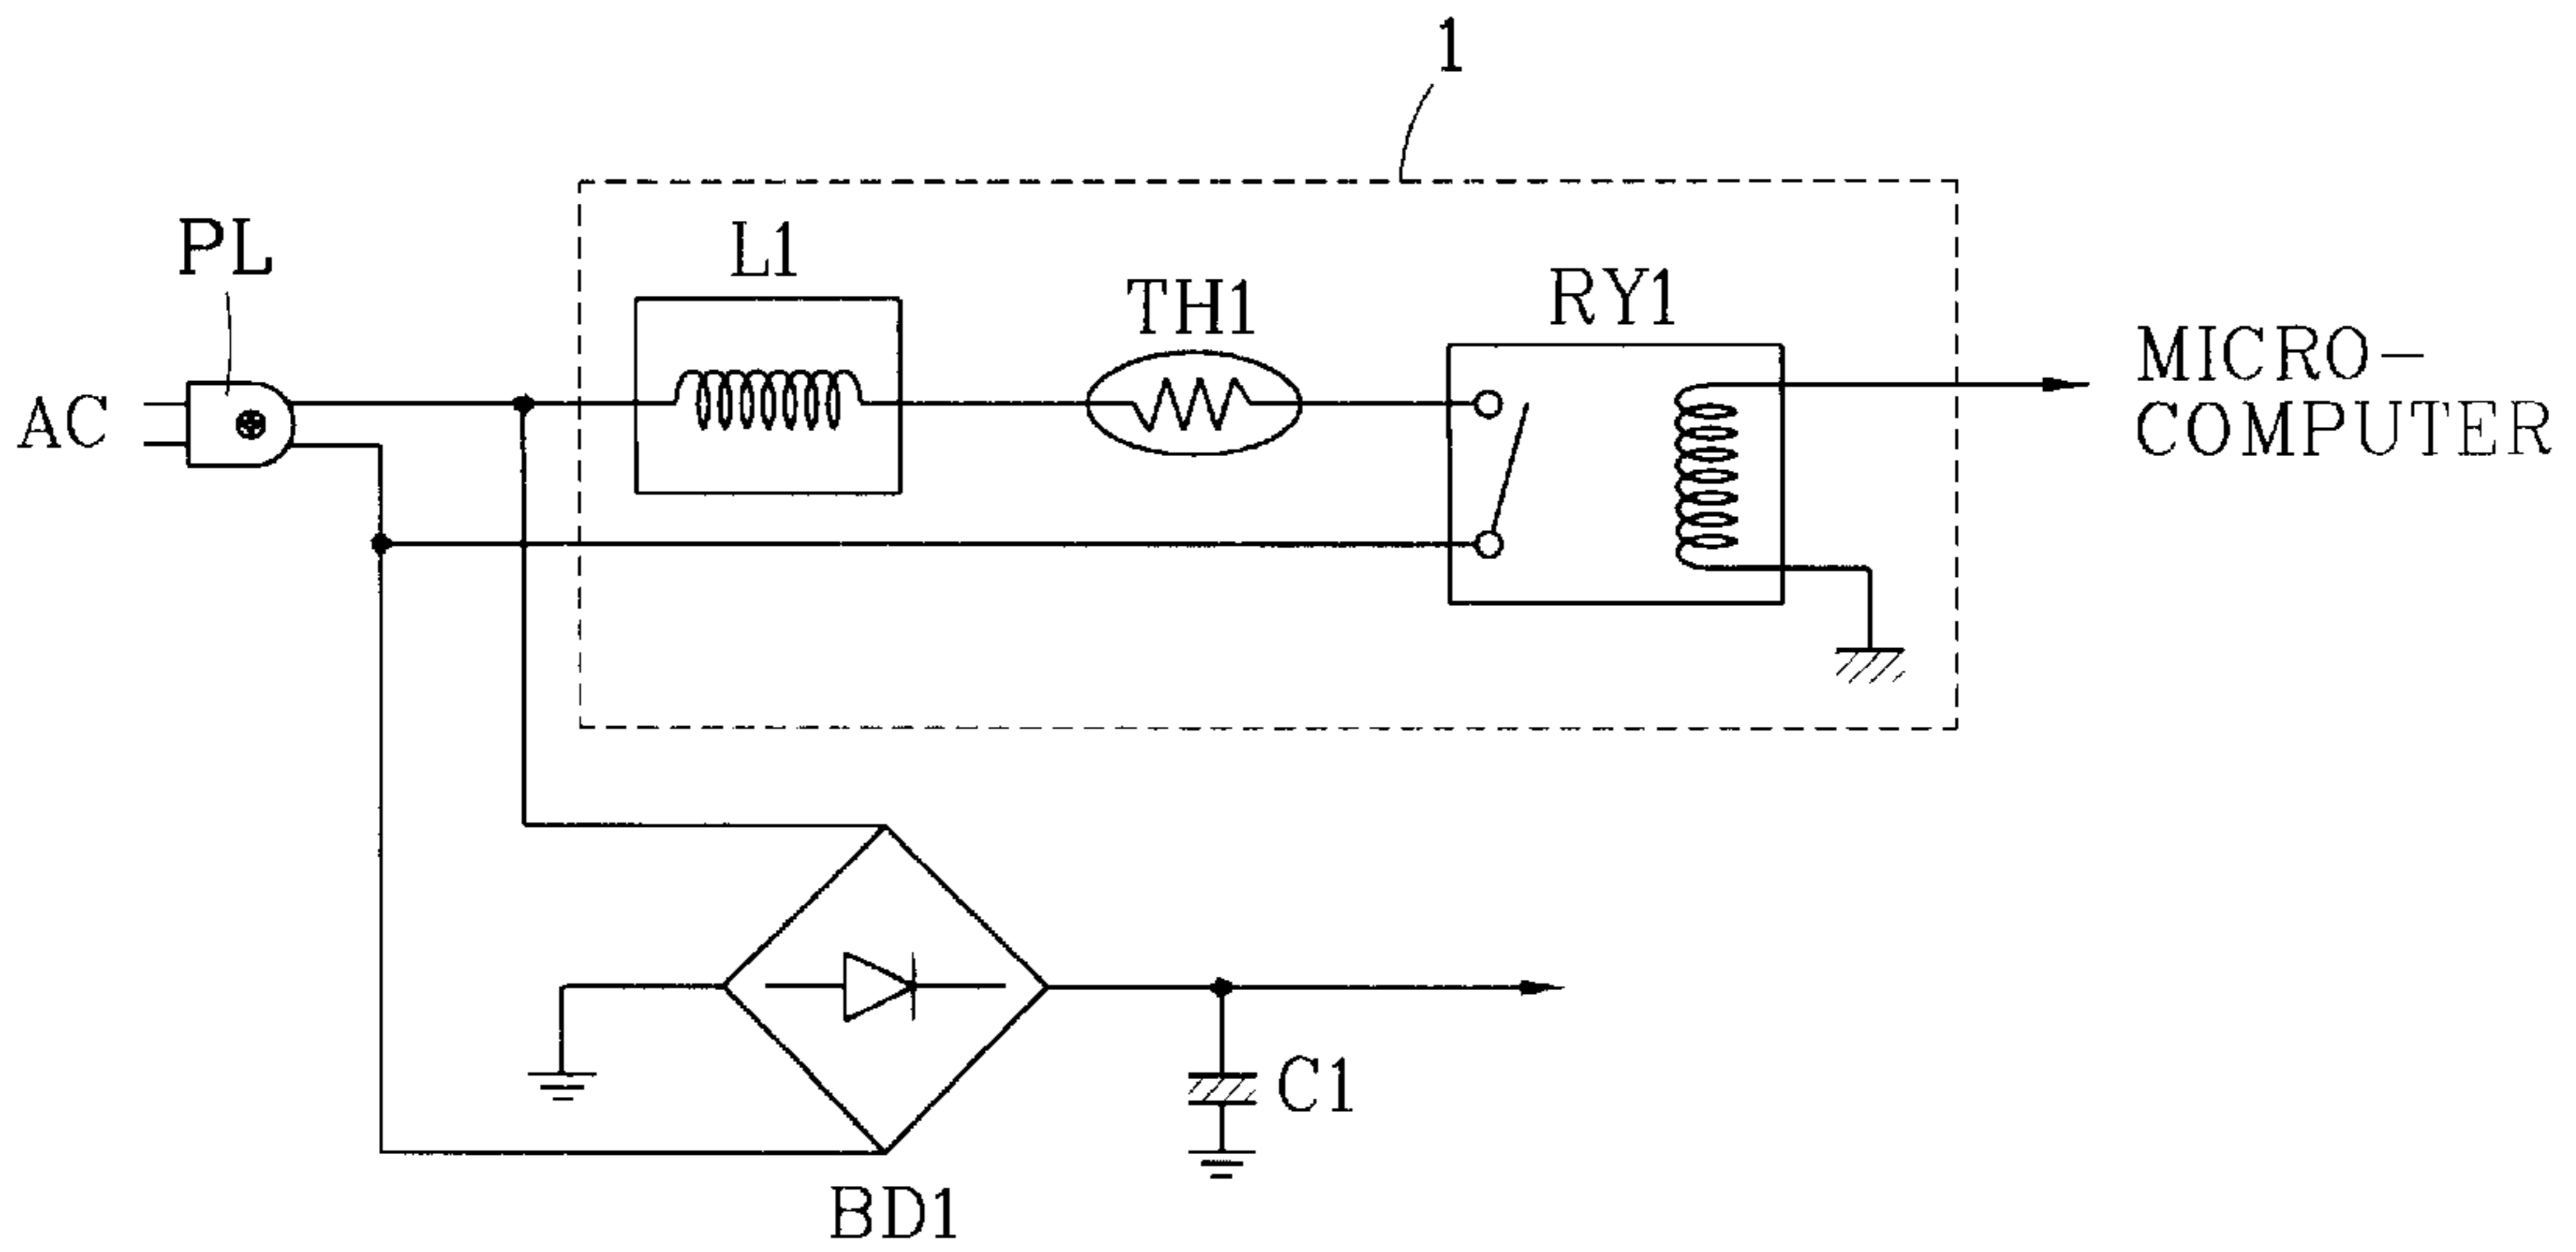 1
PL
L1
TH1
RY1
AC
MICRO-
COMPUTER
C1
BD1